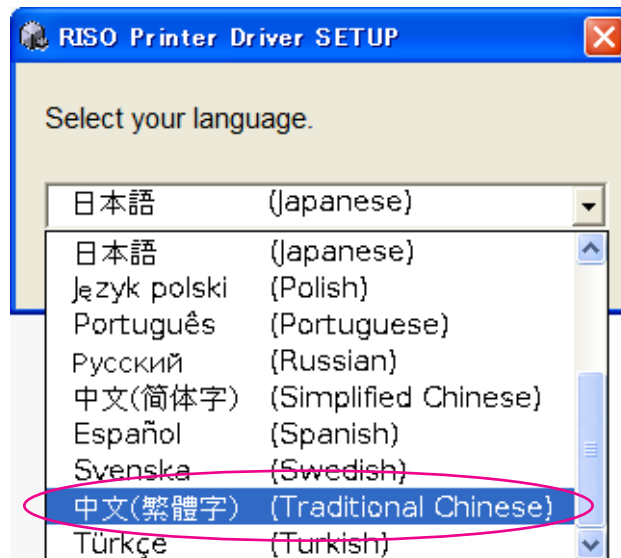 RISO Printer Driver SETUP
Select your language.
日本語 (Japanese)
日本語 (Japanese)
Język polski (Polish)
Português (Portuguese)
Русский (Russian)
中文(简体字) (Simplified Chinese)
Español (Spanish)
Svenska (Swedish)
中文(繁體字) (Traditional Chinese)
Türkçe (Turkish)